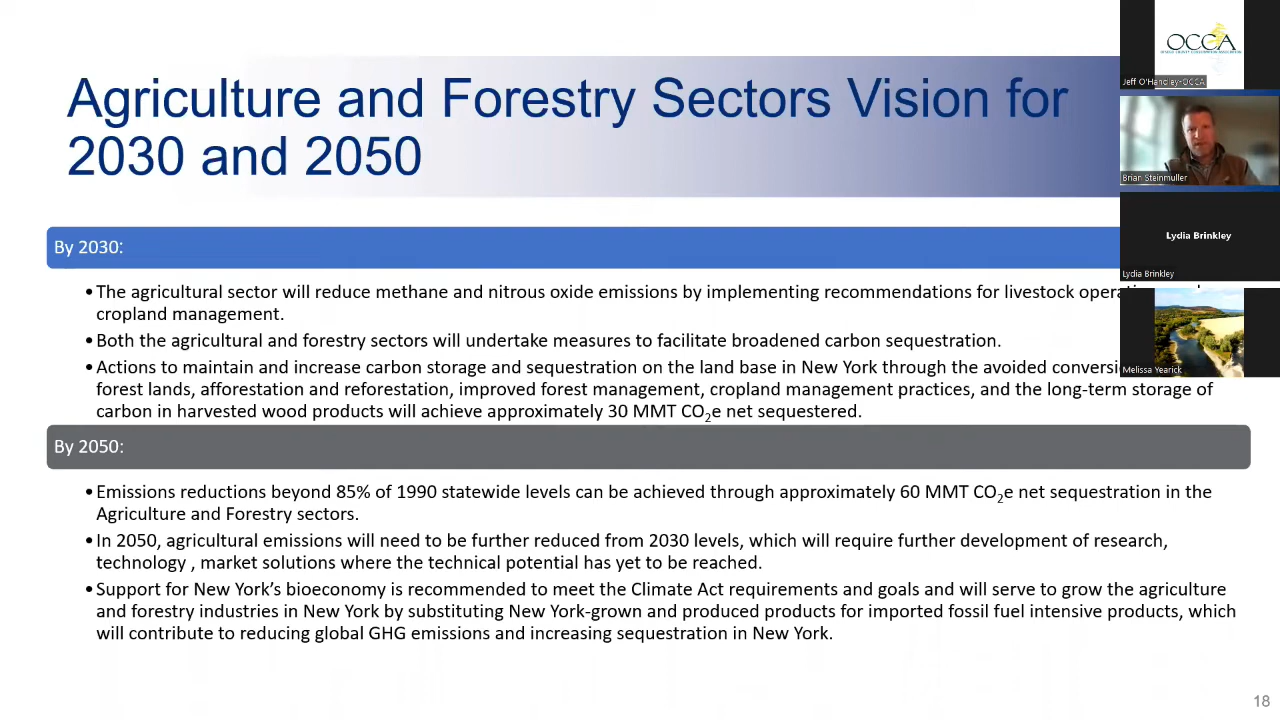 Agriculture and Forestry Sectors Vision for
2030 and 2050
By 2030:
•The agricultural sector will reduce methane and nitrous oxide emissions by implementing recommendations for livestock
cropland management.
•Both the agricultural and forestry sectors will undertake measures to facilitate broadened carbon sequestration.
•Actions to maintain and increase carbon storage and sequestration on the land base in New York through the avoided
forest lands, afforestation and reforestation, improved forest management, cropland management practices, and the long-term storage of
carbon in harvested wood products will achieve approximately 30 MMT CO₂e net sequestered.
By 2050:
•Emissions reductions beyond 85% of 1990 statewide levels can be achieved through approximately 60 MMT CO₂e net sequestration in the
Agriculture and Forestry sectors.
•In 2050, agricultural emissions will need to be further reduced from 2030 levels, which will require further development of research,
technology , market solutions where the technical potential has yet to be reached.
•Support for New York’s bioeconomy is recommended to meet the Climate Act requirements and goals and will serve to grow the agriculture
and forestry industries in New York by substituting New York-grown and produced products for imported fossil fuel intensive products, which
will contribute to reducing global GHG emissions and increasing sequestration in New York.
18
OCCA
Jeff O'Handley-OCCA
Brian Steinmuller
Lydia Brinkley
Lydia Brinkley
Melissa Yearick